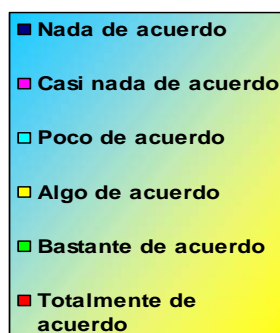 Nada de acuerdo
Casi nada de acuerdo
Poco de acuerdo
Algo de acuerdo
Bastante de acuerdo
Totalmente de
acuerdo